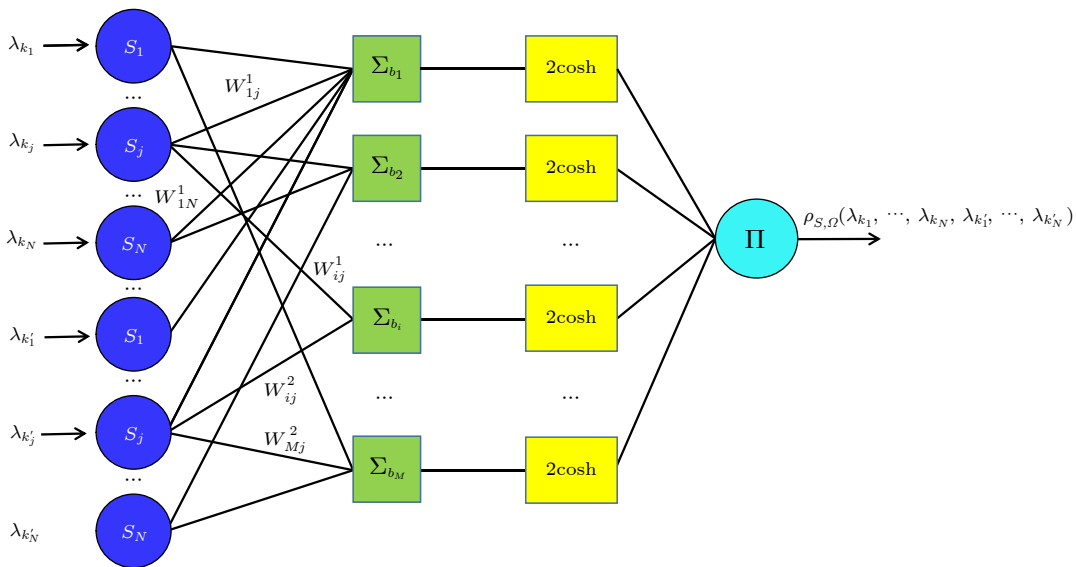 λ_{k_1} S_1 Σ_{b_1} 2cosh
W^1_{1j}
...
λ_{k_j} S_j Σ_{b_2} 2cosh
...
W^1_{1N}
λ_{k_N} S_N ... ... Π ρ_{S,Ω}(λ_{k_1}, ⋯, λ_{k_N}, λ_{k'_1}, ⋯, λ_{k'_N})
W^1_{ij}
...
λ_{k'_1} S_1 Σ_{b_i} 2cosh
...
W^2_{ij} ... ...
λ_{k'_j} S_j W^2_{Mj}
... Σ_{b_M} 2cosh
λ_{k'_N} S_N